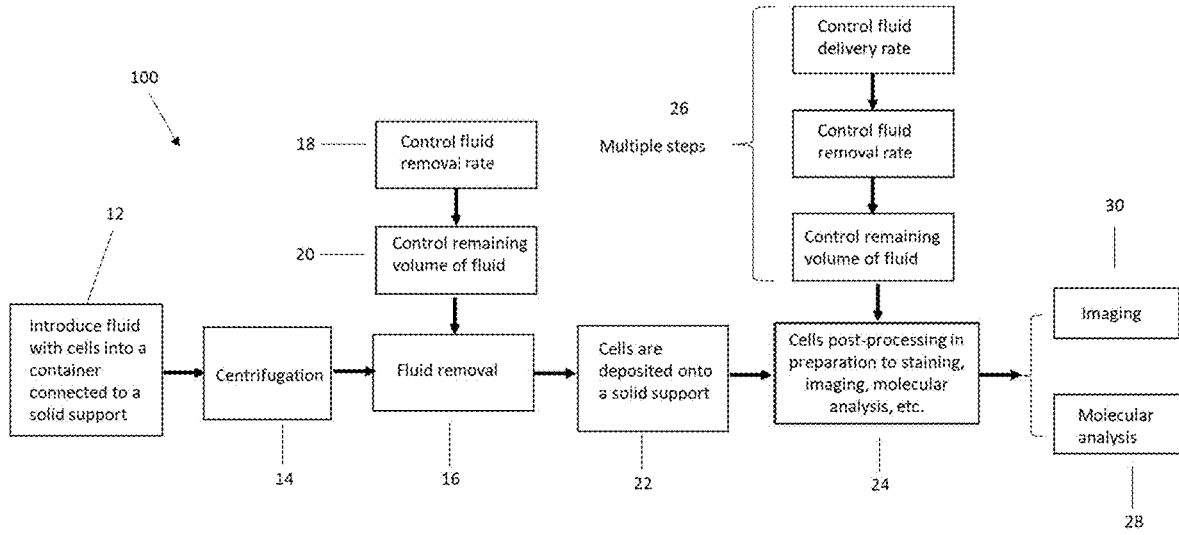 100
12
Introduce fluid
with cells into a
container
connected to a
solid support
Centrifugation
14
18
Control fluid
removal rate
20
Control remaining
volume of fluid
Fluid removal
16
Cells are
deposited onto
a solid support
22
26
Multiple steps
Control fluid
delivery rate
Control fluid
removal rate
Control remaining
volume of fluid
Cells post-processing in
preparation to staining,
imaging, molecular
analysis, etc.
24
30
Imaging
Molecular
analysis
28